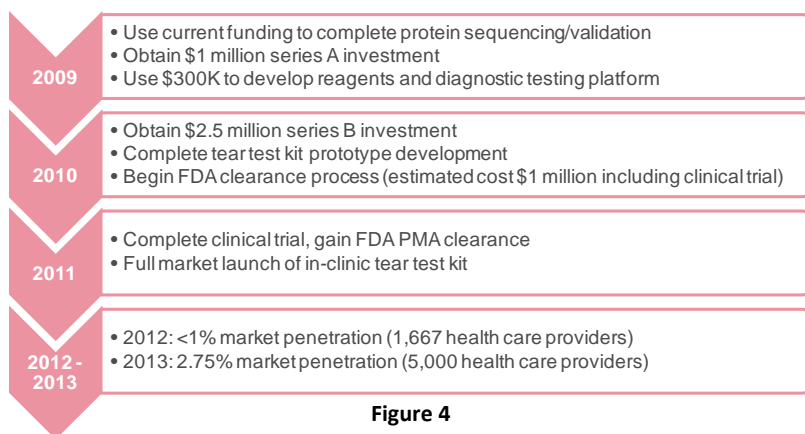 2009
• Use current funding to complete protein sequencing/validation
• Obtain $1 million series A investment
• Use $300K to develop reagents and diagnostic testing platform
2010
• Obtain $2.5 million series B investment
• Complete tear test kit prototype development
• Begin FDA clearance process (estimated cost $1 million including clinical trial)
2011
• Complete clinical trial, gain FDA PMA clearance
• Full market launch of in-clinic tear test kit
2012 -
2013
• 2012: <1% market penetration (1,667 health care providers)
• 2013: 2.75% market penetration (5,000 health care providers)
Figure 4